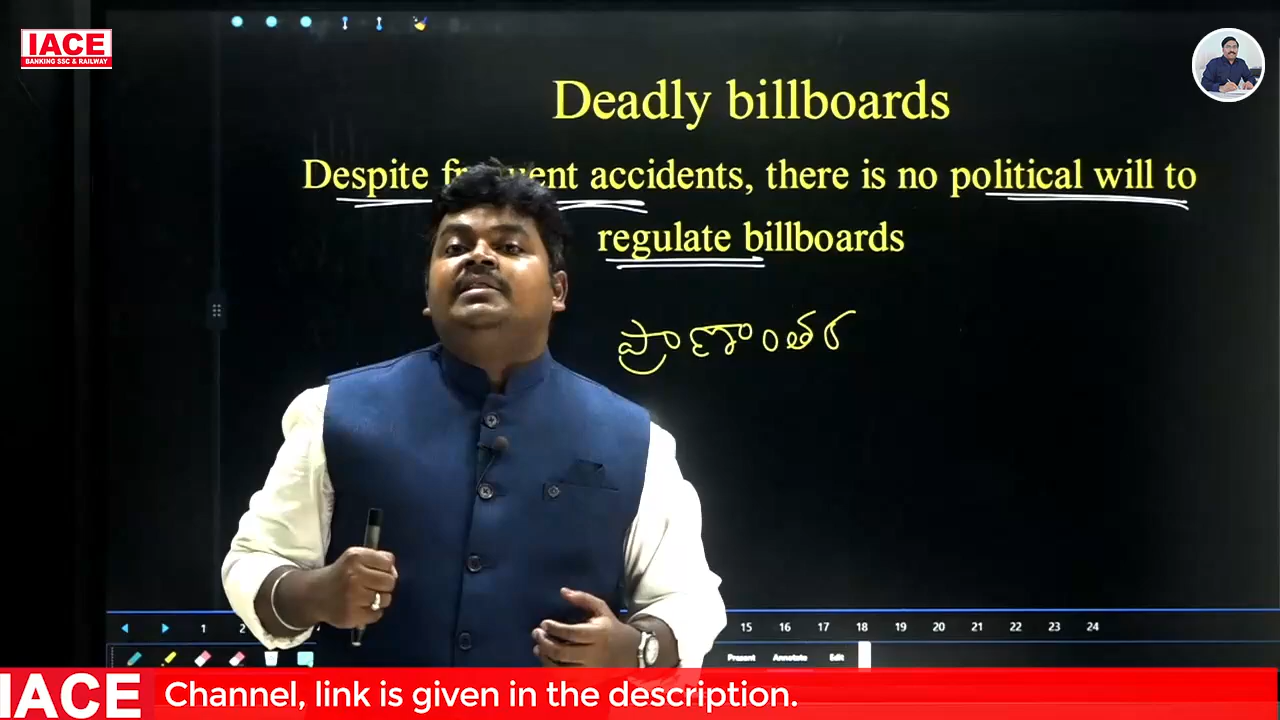 IACE
BANKING SSC & RAILWAY
Deadly billboards
Despite frequent accidents, there is no political will to
regulate billboards
ప్రాణాంతక
1 2 15 16 17 18 19 20 21 22 23 24
Present Annotate Edit
IACE Channel, link is given in the description.